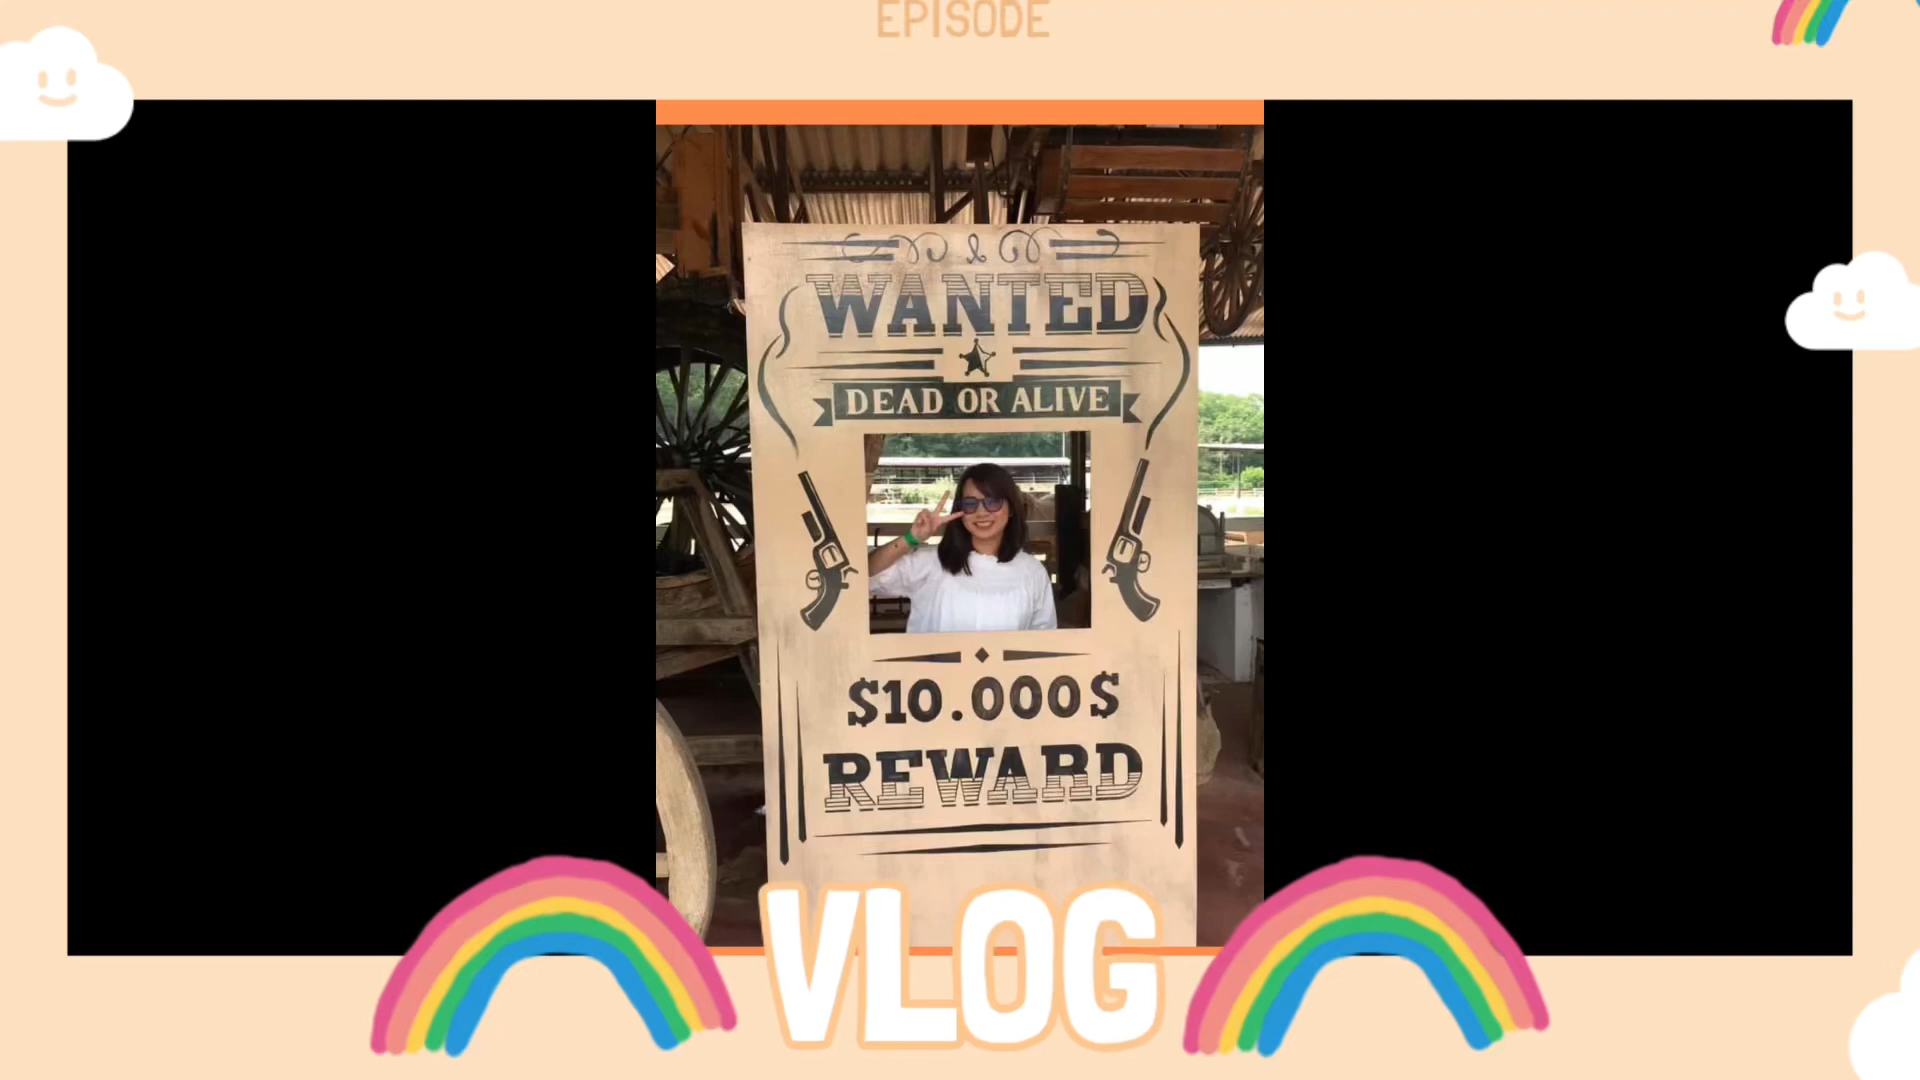 EPISODE
WANTED
DEAD OR ALIVE
$10.000$
REWARD
VLOG